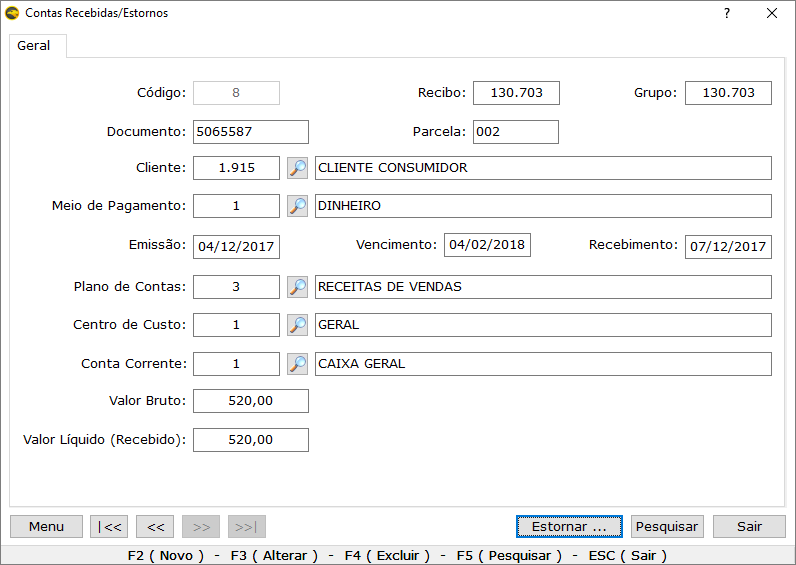 Contas Recebidas/Estornos ?
Geral
Código: 8 Recibo: 130.703 Grupo: 130.703
Documento: 5065587 Parcela: 002
Cliente: 1.915 CLIENTE CONSUMIDOR
Meio de Pagamento: 1 DINHEIRO
Emissão: 04/12/2017 Vencimento: 04/02/2018 Recebimento: 07/12/2017
Plano de Contas: 3 RECEITAS DE VENDAS
Centro de Custo: 1 GERAL
Conta Corrente: 1 CAIXA GERAL
Valor Bruto: 520,00
Valor Líquido (Recebido): 520,00
Menu |<< << >> >>| Estornar ... Pesquisar Sair
F2 ( Novo ) - F3 ( Alterar ) - F4 ( Excluir ) - F5 ( Pesquisar ) - ESC ( Sair )